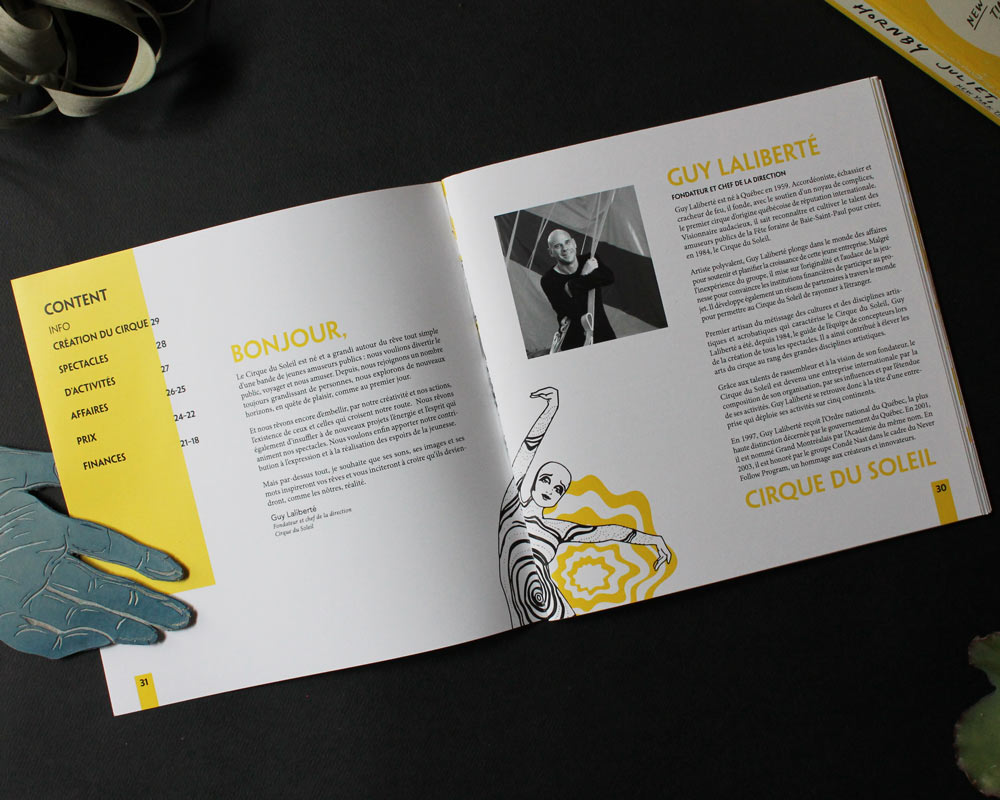 CONTENT
INFO
CRÉATION DU CIRQUE 29
SPECTACLES 28
D'ACTIVITÉS 27
AFFAIRES 26-25
PRIX 24-22
FINANCES 21-18
BONJOUR,
Le Cirque du Soleil est né et a grandi autour du rêve tout simple
d'une bande de jeunes amuseurs publics : nous voulions divertir le
public, voyager et nous amuser. Depuis, nous rejoignons un nombre
toujours grandissant de personnes, nous explorons de nouveaux
horizons, en quête de plaisir, comme au premier jour.
Et nous rêvons encore d'embellir, par notre créativité et nos actions,
l'existence de ceux et celles qui croisent notre route. Nous rêvons
également d'insuffler à de nouveaux projets l'énergie et l'esprit qui
animent nos spectacles. Nous voulons enfin apporter notre contri-
bution à l'expression et à la réalisation des espoirs de la jeunesse.
Mais par-dessus tout, je souhaite que ses sons, ses images et ses
mots inspireront vos rêves et vous inciteront à croire qu'ils devien-
dront, comme les nôtres, réalité.
Guy Laliberté
Fondateur et chef de la direction
Cirque du Soleil
31
GUY LALIBERTÉ
FONDATEUR ET CHEF DE LA DIRECTION
Guy Laliberté est né à Québec en 1959. Accordéoniste, échassier et
cracheur de feu, il fonde, avec le soutien d'un noyau de complices,
le premier cirque d'origine québécoise de réputation internationale.
Visionnaire audacieux, il sait reconnaître et cultiver le talent des
amuseurs publics de la Fête foraine de Baie-Saint-Paul pour créer,
en 1984, le Cirque du Soleil.
Artiste polyvalent, Guy Laliberté plonge dans le monde des affaires
pour soutenir et planifier la croissance de cette jeune entreprise. Malgré
l'inexpérience du groupe, il mise sur l'originalité et l'audace de la jeu-
nesse pour convaincre les institutions financières de participer au pro-
jet. Il développe également un réseau de partenaires à travers le monde
pour permettre au Cirque du Soleil de rayonner à l'étranger.
Premier artisan du métissage des cultures et des disciplines artis-
tiques et acrobatiques qui caractérise le Cirque du Soleil, Guy
Laliberté a été, depuis 1984, le guide de l'équipe de concepteurs lors
de la création de tous les spectacles. Il a ainsi contribué à élever les
arts du cirque au rang des grandes disciplines artistiques.
Grâce aux talents de rassembleur et à la vision de son fondateur, le
Cirque du Soleil est devenu une entreprise internationale par la
composition de son organisation, par ses influences et par l'étendue
de ses activités. Guy Laliberté se retrouve donc à la tête d'une entre-
prise qui déploie ses activités sur cinq continents.
En 1997, Guy Laliberté reçoit l'Ordre national du Québec, la plus
haute distinction décernée par le gouvernement du Québec. En 2001,
il est nommé Grand Montréalais par l'Académie du même nom. En
2003, il est honoré par le groupe Condé Nast dans le cadre du Never
Follow Program, un hommage aux créateurs et innovateurs.
CIRQUE DU SOLEIL
30
HORNBY JULIET
NEW